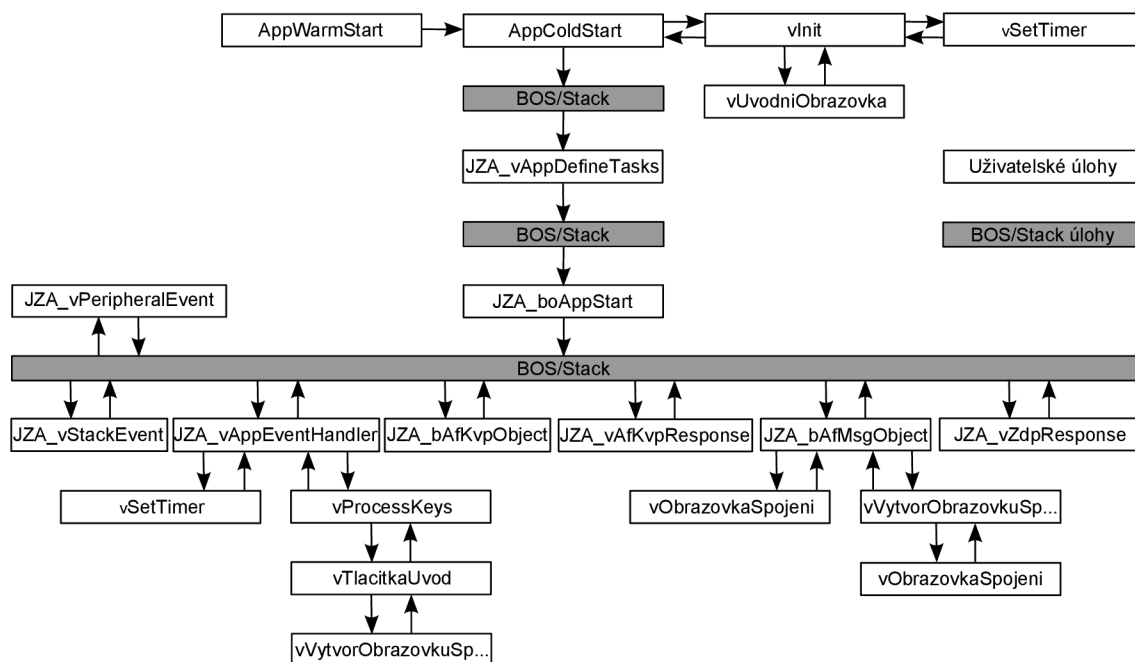 AppWarmStart
AppColdStart
vInit
vSetTimer
BOS/Stack
vUvodniObrazovka
JZA_vAppDefineTasks
Uživatelské úlohy
BOS/Stack
BOS/Stack úlohy
JZA_vPeripheralEvent
JZA_boAppStart
BOS/Stack
JZA_vStackEvent
JZA_vAppEventHandler
JZA_bAfKvpObject
JZA_vAfKvpResponse
JZA_bAfMsgObject
JZA_vZdpResponse
vSetTimer
vProcessKeys
vObrazovkaSpojeni
vVytvorObrazovkuSp...
vTlacitkaUvod
vObrazovkaSpojeni
vVytvorObrazovkuSp...